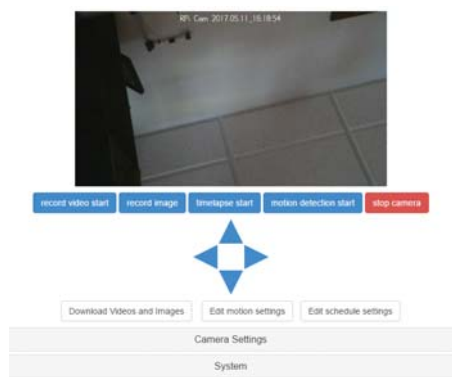 RPi Cam 2017.05.11_16:18:54
record video start record image timelapse start motion detection start stop camera
Download Videos and Images Edit motion settings Edit schedule settings
Camera Settings
System